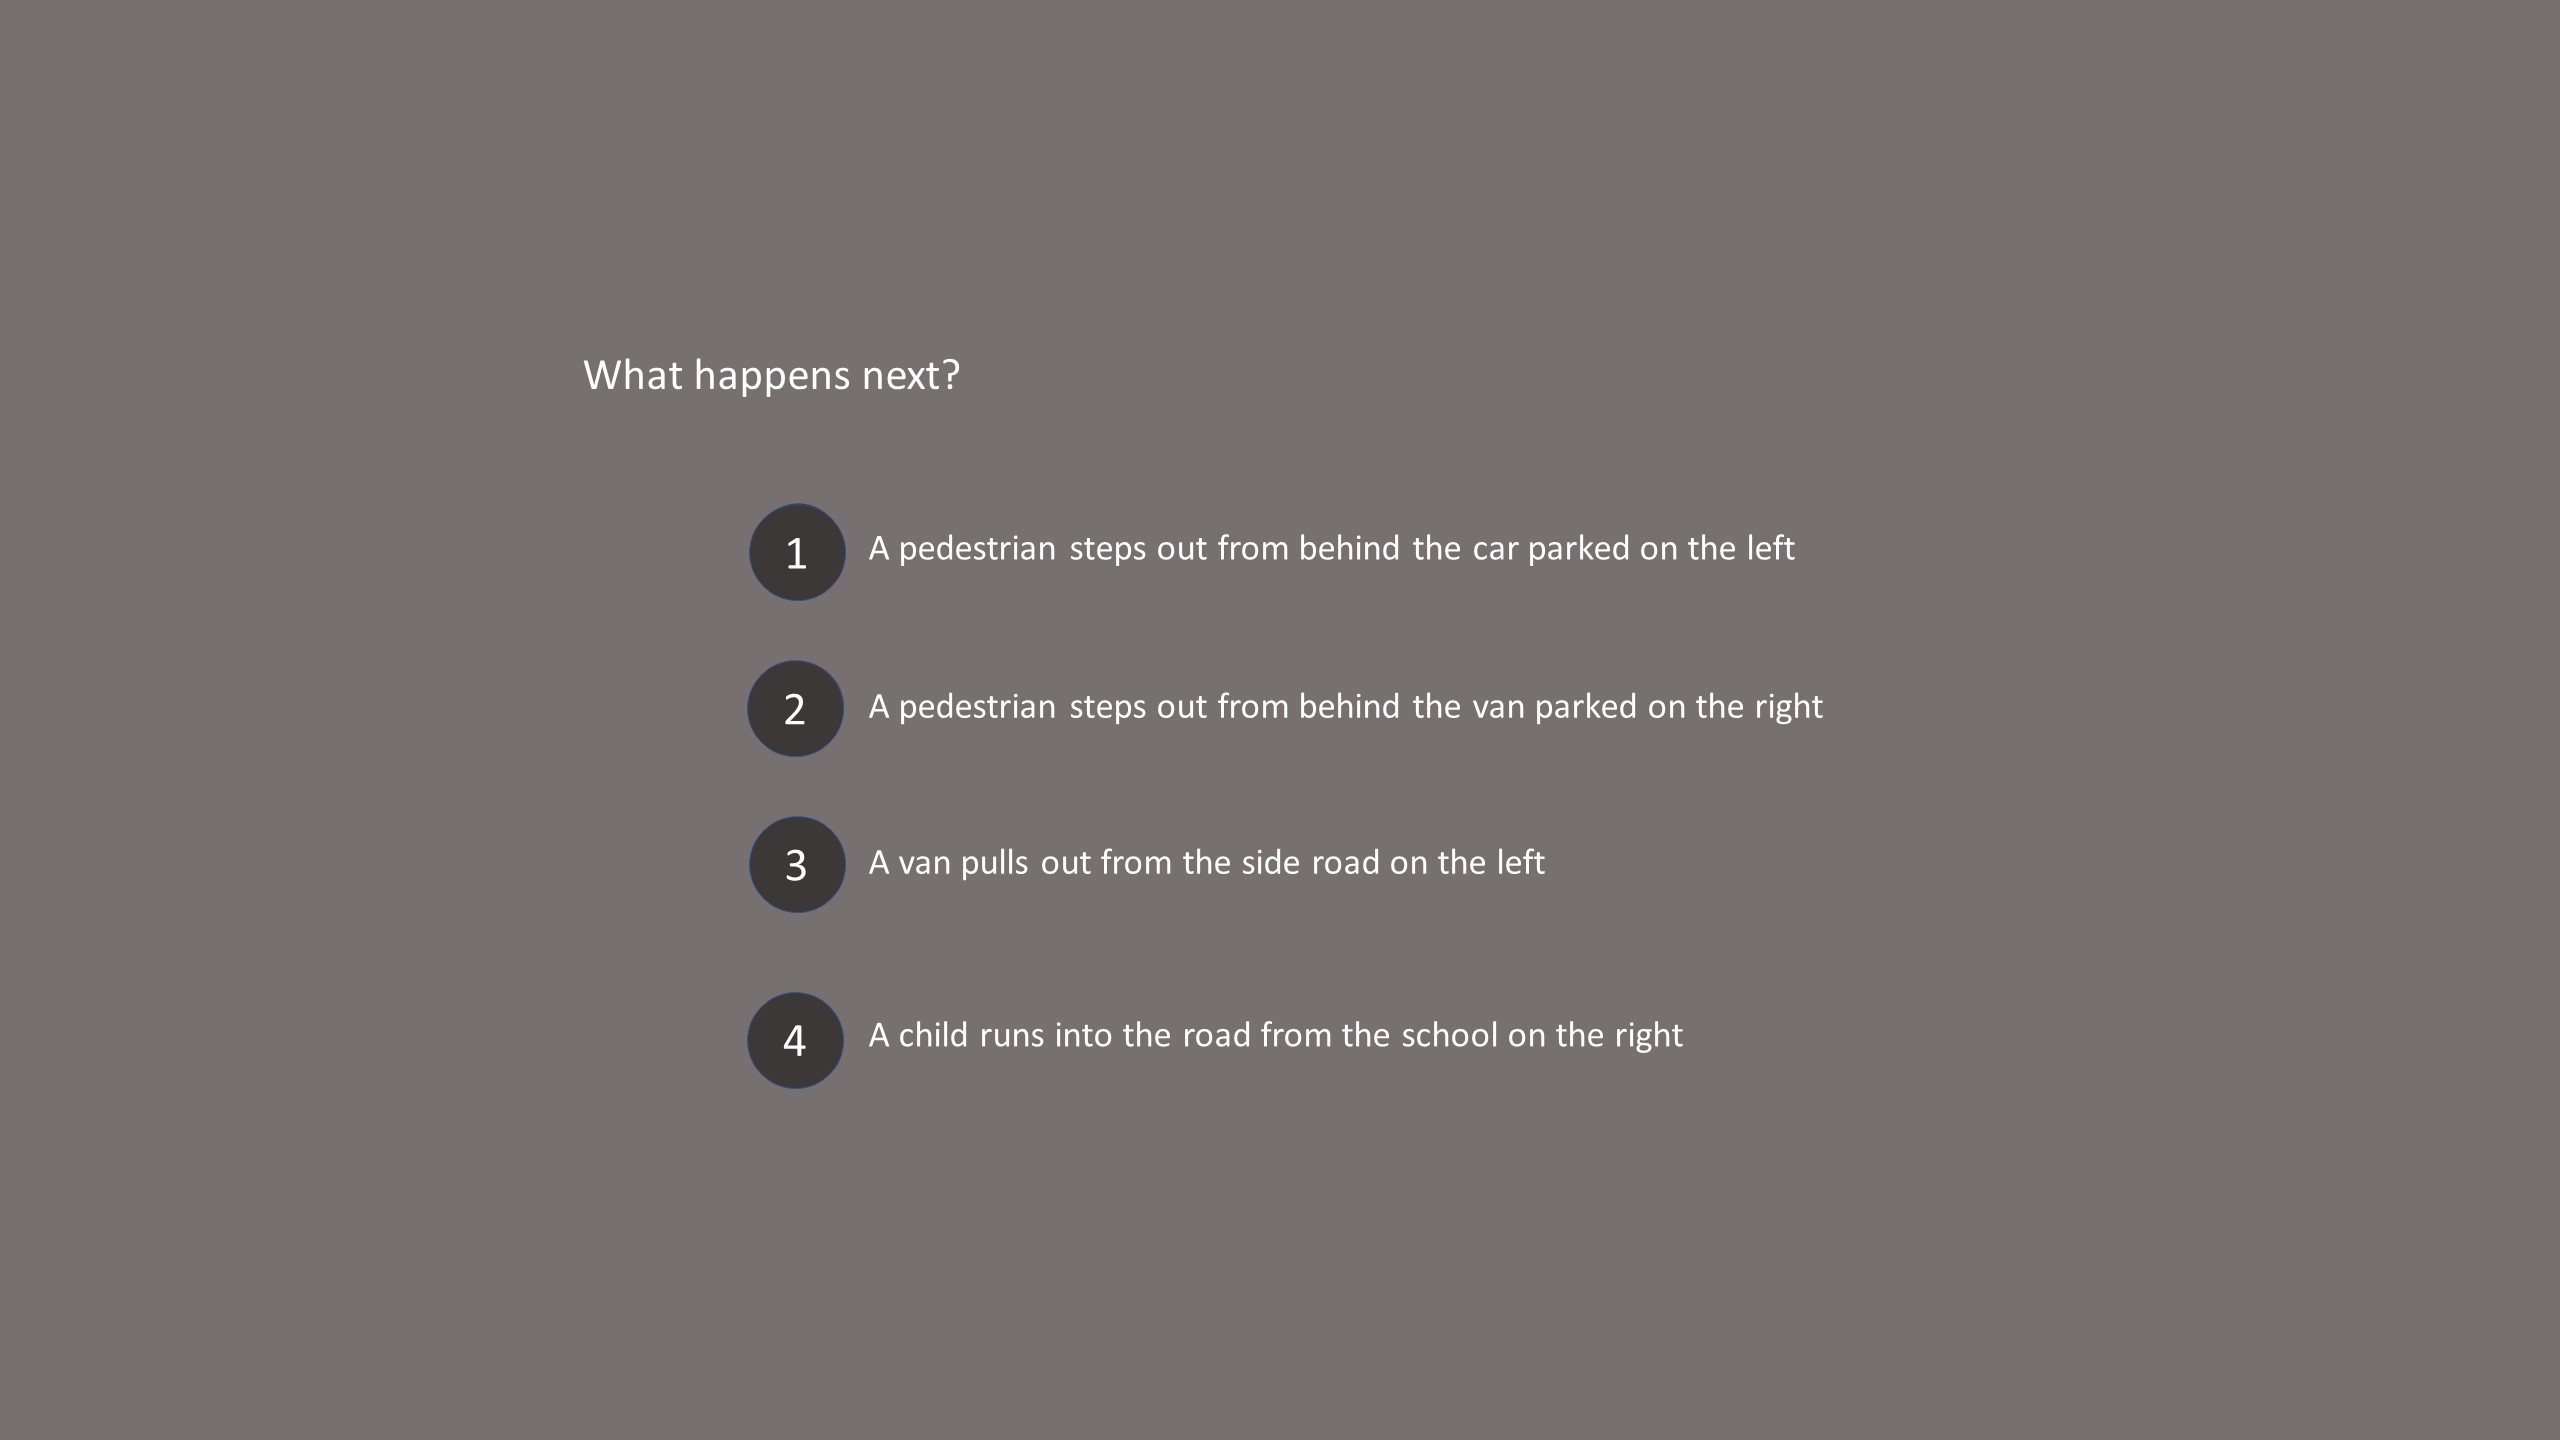 What happens next?
1 A pedestrian steps out from behind the car parked on the left
2 A pedestrian steps out from behind the van parked on the right
3 A van pulls out from the side road on the left
4 A child runs into the road from the school on the right